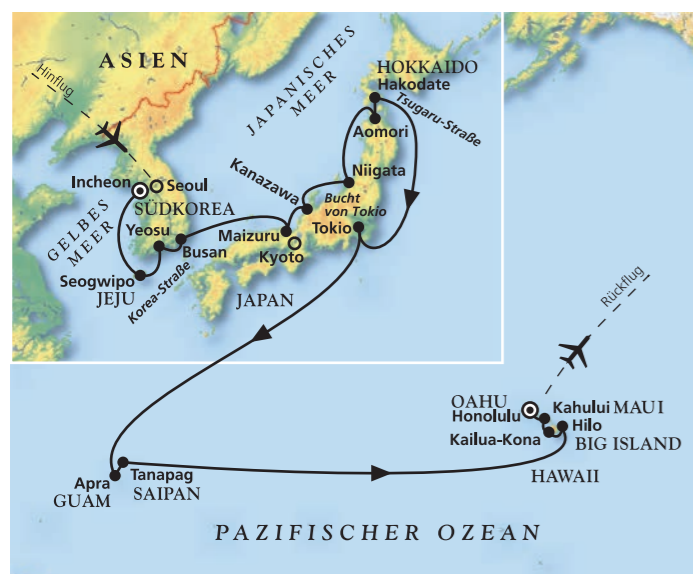 ASIEN
JAPANISCHES
MEER
HOKKAIDO
Hakodate
Tsugaru-Straße
Aomori
Hinflug
Incheon
Seoul
SÜDKOREA
GELBES
MEER
Yeosu
Busan
Seogwipo
JEJU
Korea-Straße
Kanazawa
Niigata
Bucht
von Tokio
Tokio
Maizuru
Kyoto
JAPAN
Rückflug
OAHU
Honolulu
Kahului MAUI
Hilo
Kailua-Kona
BIG ISLAND
HAWAII
Apra
GUAM
Tanapag
SAIPAN
PAZIFISCHER OZEAN